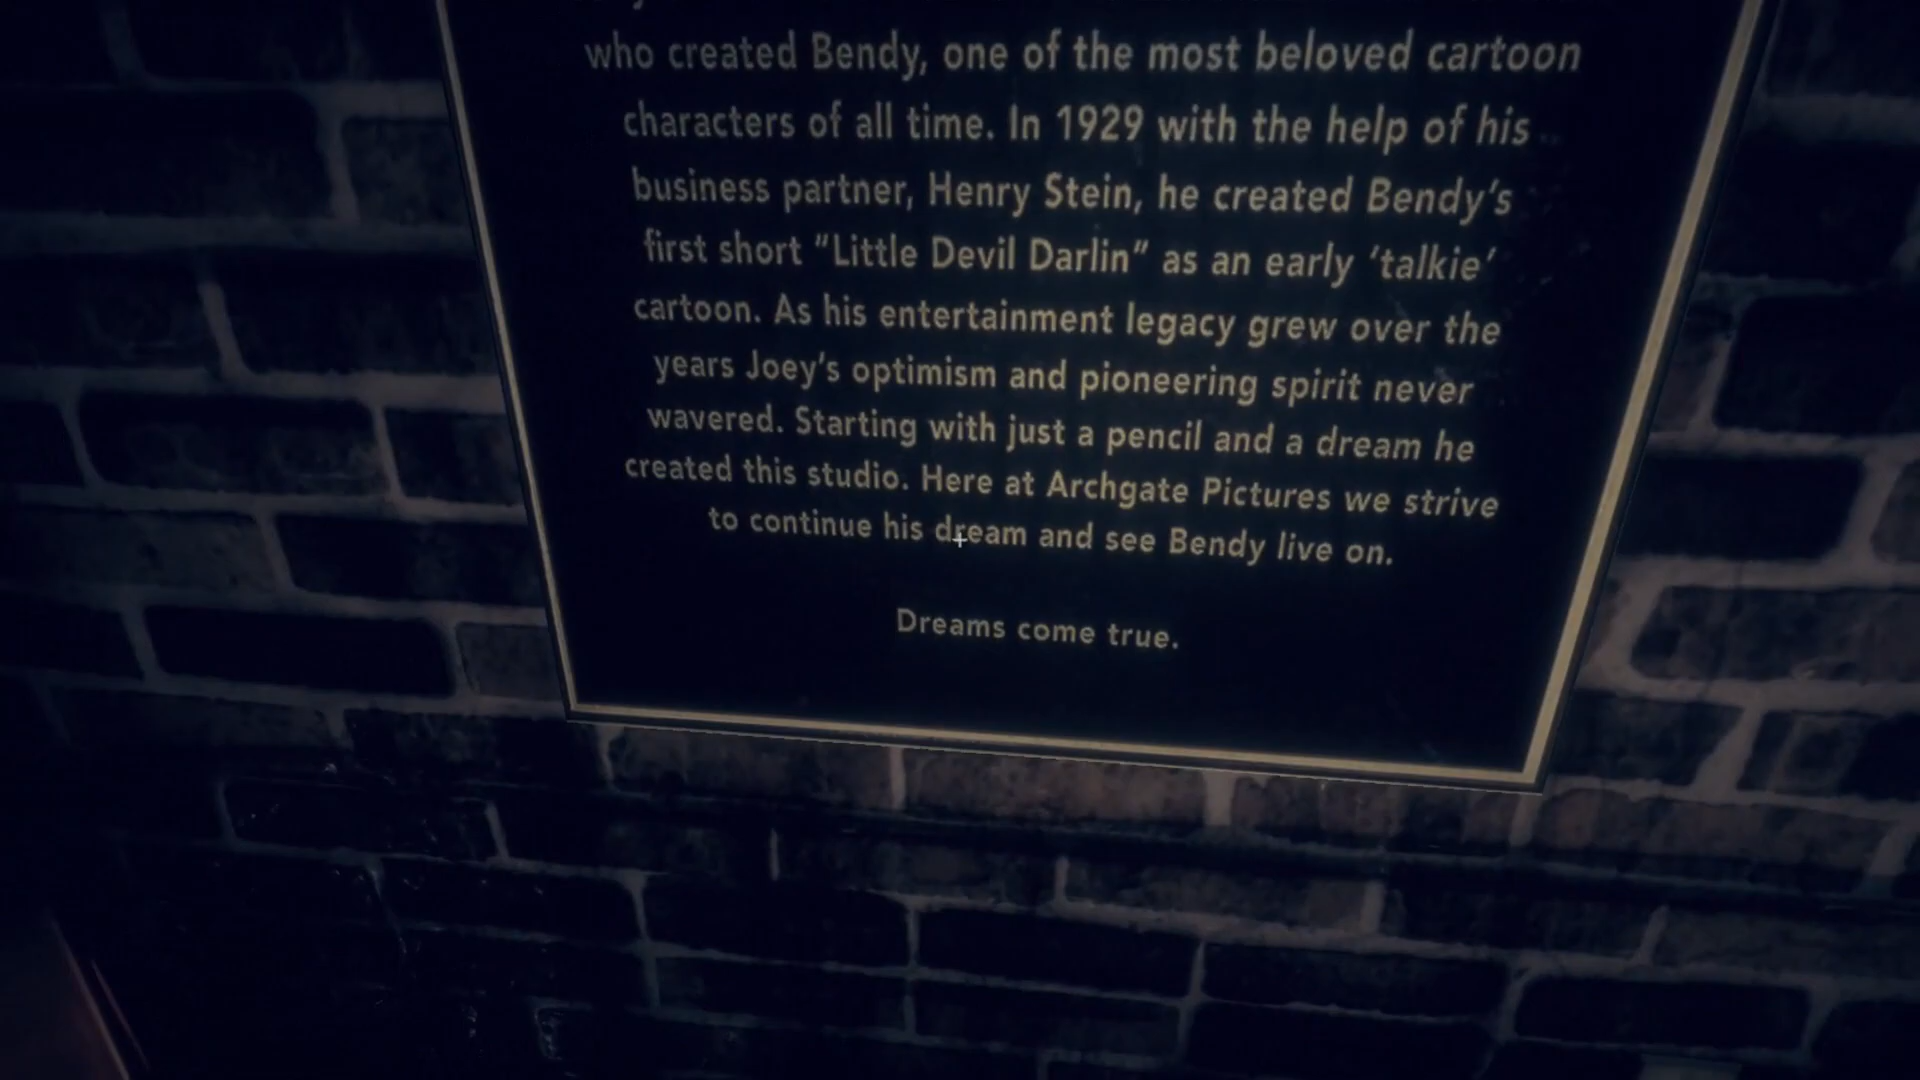 who created Bendy, one of the most beloved cartoon
characters of all time. In 1929 with the help of his
business partner, Henry Stein, he created Bendy's
first short "Little Devil Darlin" as an early 'talkie'
cartoon. As his entertainment legacy grew over the
years Joey's optimism and pioneering spirit never
wavered. Starting with just a pencil and a dream he
created this studio. Here at Archgate Pictures we strive
to continue his dream and see Bendy live on.
Dreams come true.